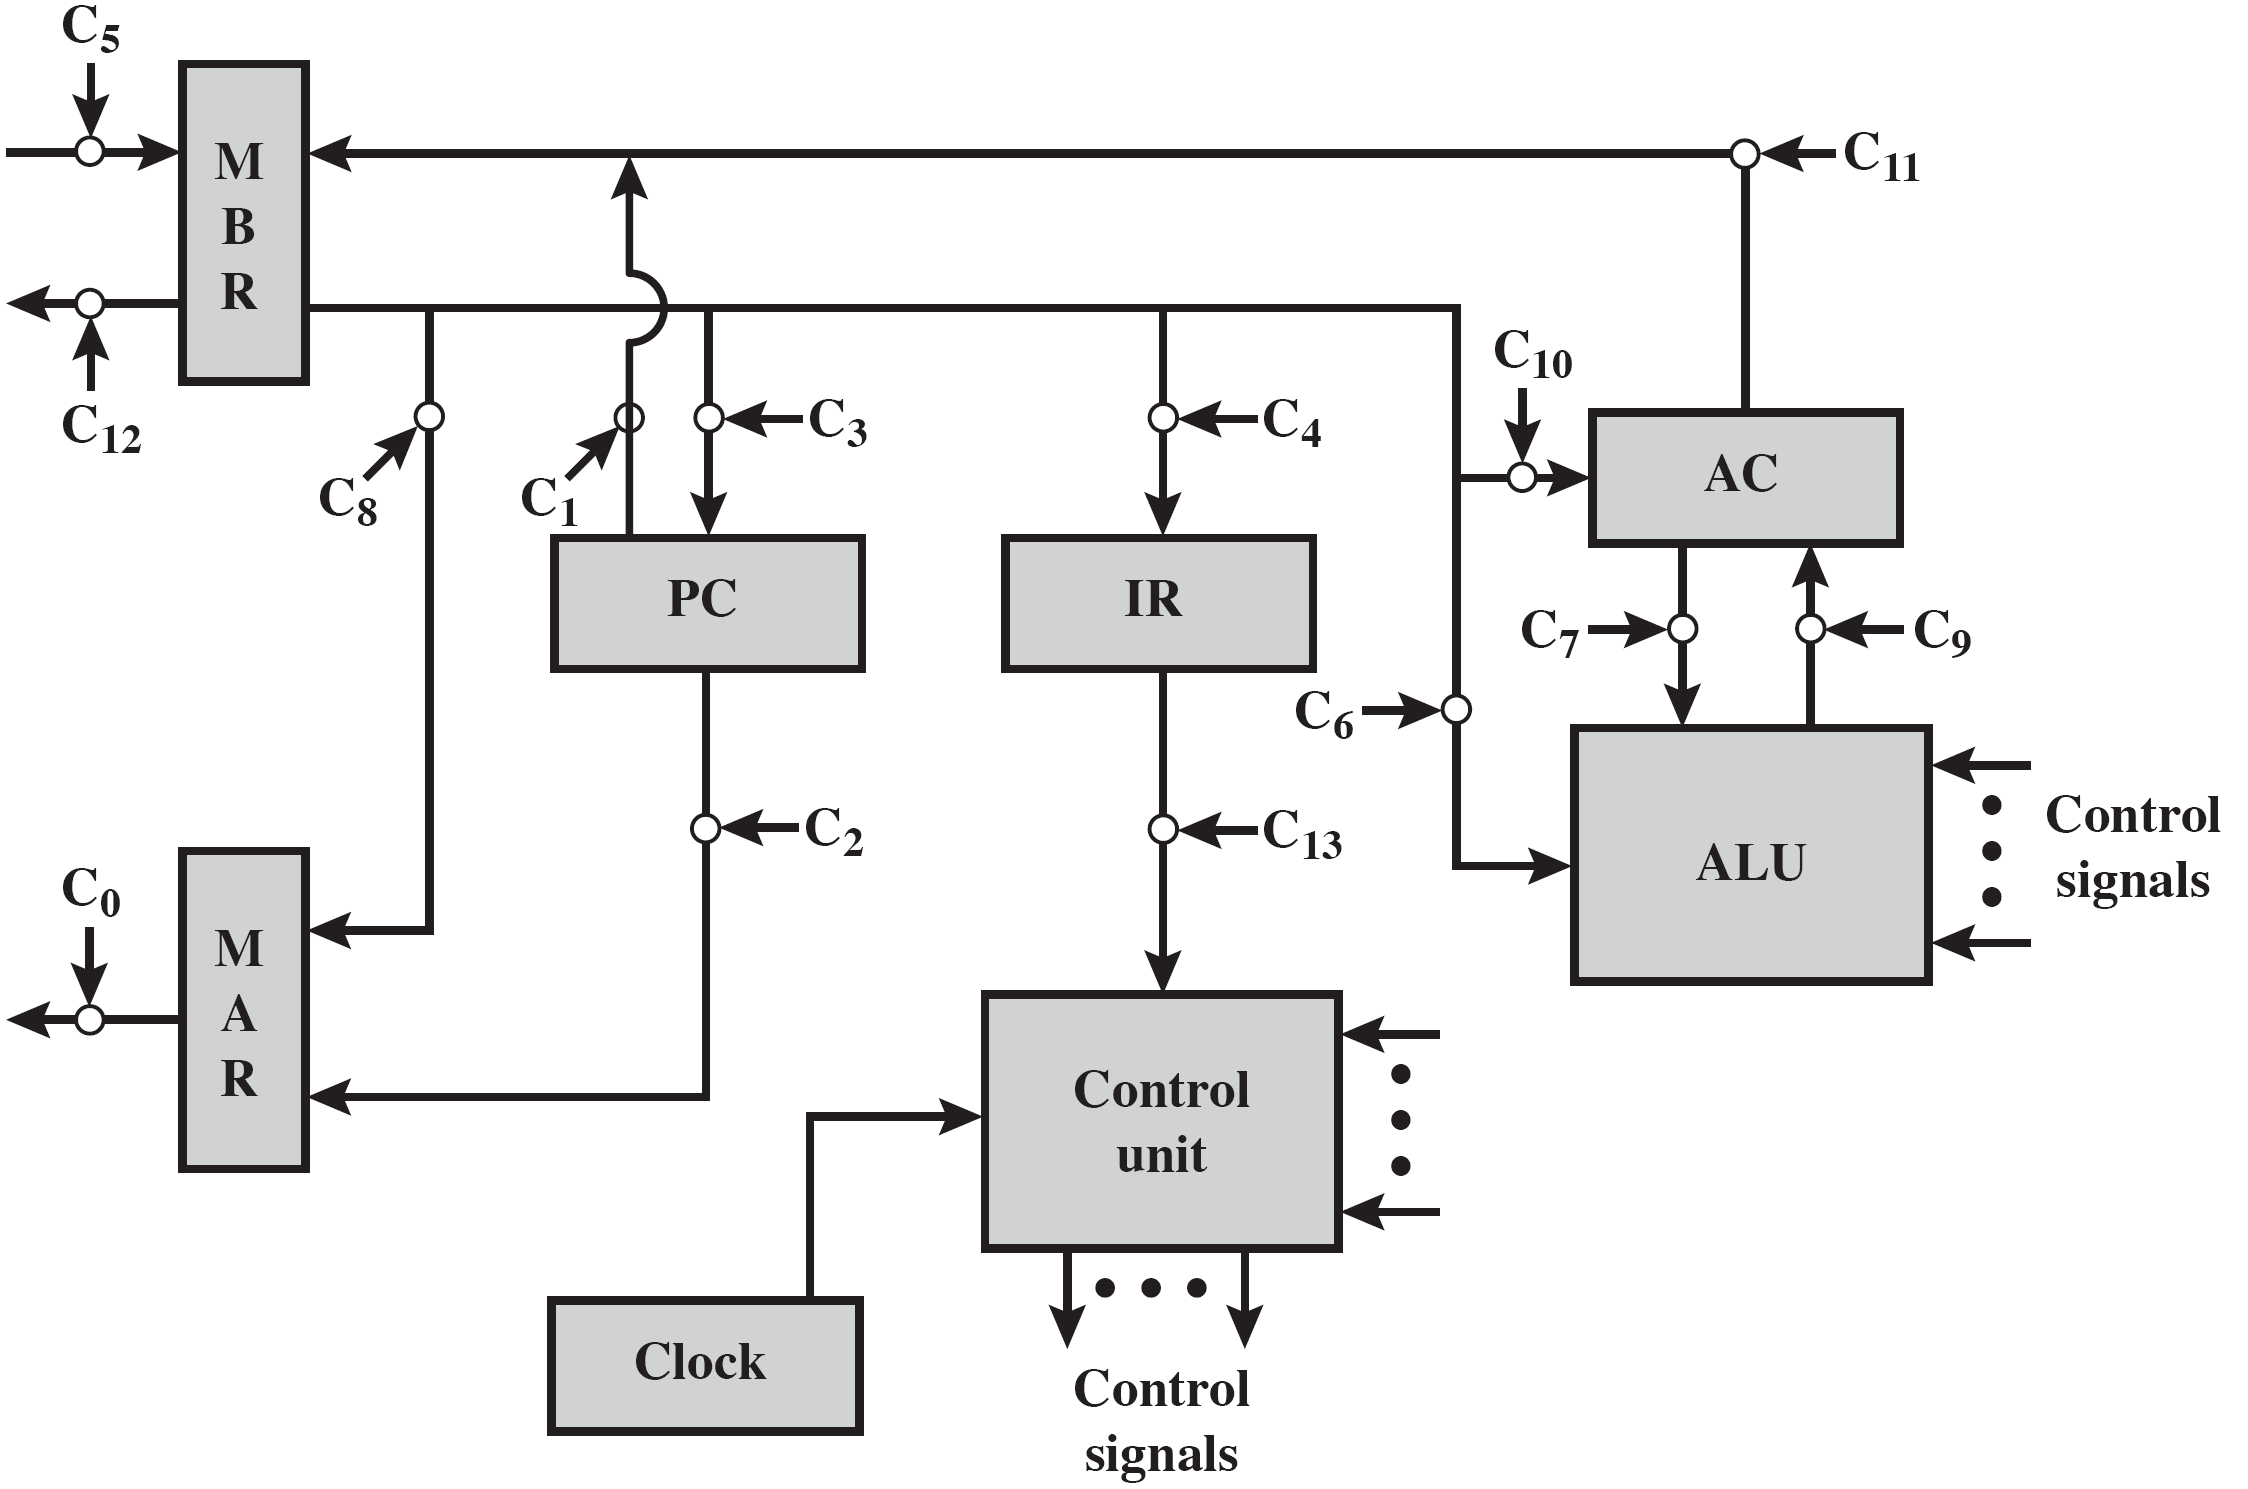 C5
M
B
R
C11
C12
C8
C1
C3
C4
C10
AC
PC
IR
C7
C9
C6
C2
C13
ALU
Control
signals
C0
M
A
R
Control
unit
Clock
Control
signals